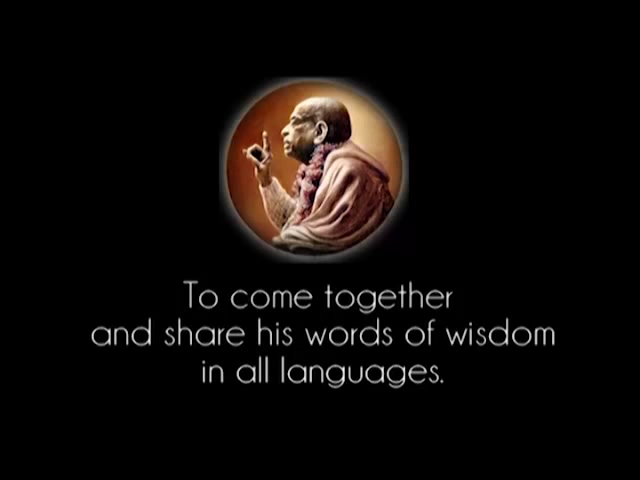 To come together
and share his words of wisdom
in all languages.